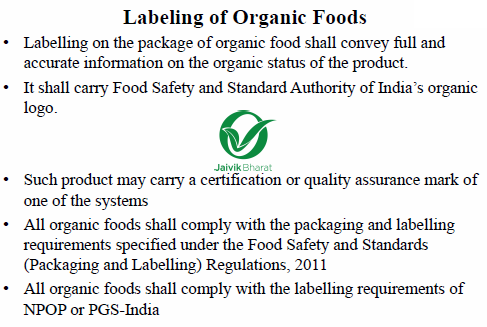 Labeling of Organic Foods
• Labelling on the package of organic food shall convey full and
accurate information on the organic status of the product.
• It shall carry Food Safety and Standard Authority of India’s organic
logo.
Jaivik Bharat
• Such product may carry a certification or quality assurance mark of
one of the systems
• All organic foods shall comply with the packaging and labelling
requirements specified under the Food Safety and Standards
(Packaging and Labelling) Regulations, 2011
• All organic foods shall comply with the labelling requirements of
NPOP or PGS-India